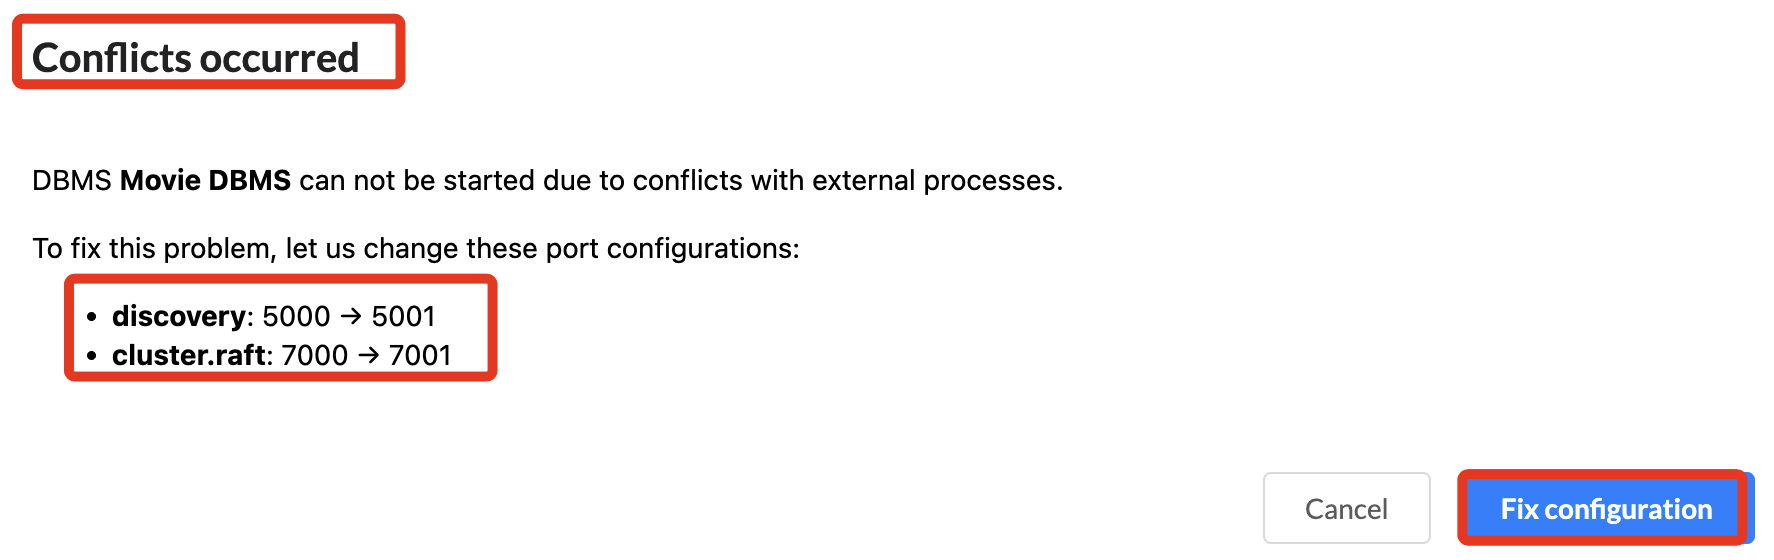 Conflicts occurred
DBMS Movie DBMS can not be started due to conflicts with external processes.
To fix this problem, let us change these port configurations:
• discovery: 5000 → 5001
• cluster.raft: 7000 → 7001
Cancel
Fix configuration